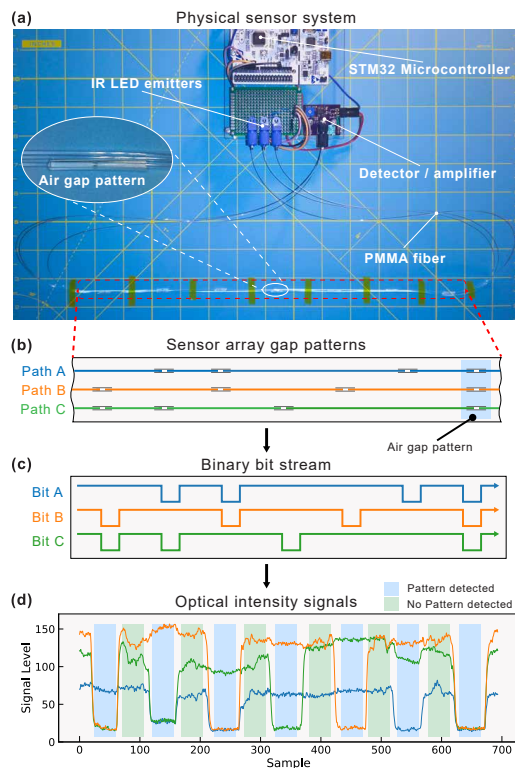 (a) Physical sensor system
STM32 Microcontroller
IR LED emitters
Air gap pattern
Detector / amplifier
PMMA fiber
(b) Sensor array gap patterns
Path A
Path B
Path C
Air gap pattern
(c) Binary bit stream
Bit A
Bit B
Bit C
Pattern detected
(d) Optical intensity signals No Pattern detected
150
100
50
0
Signal Level
0 100 200 300 400 500 600 700
Sample